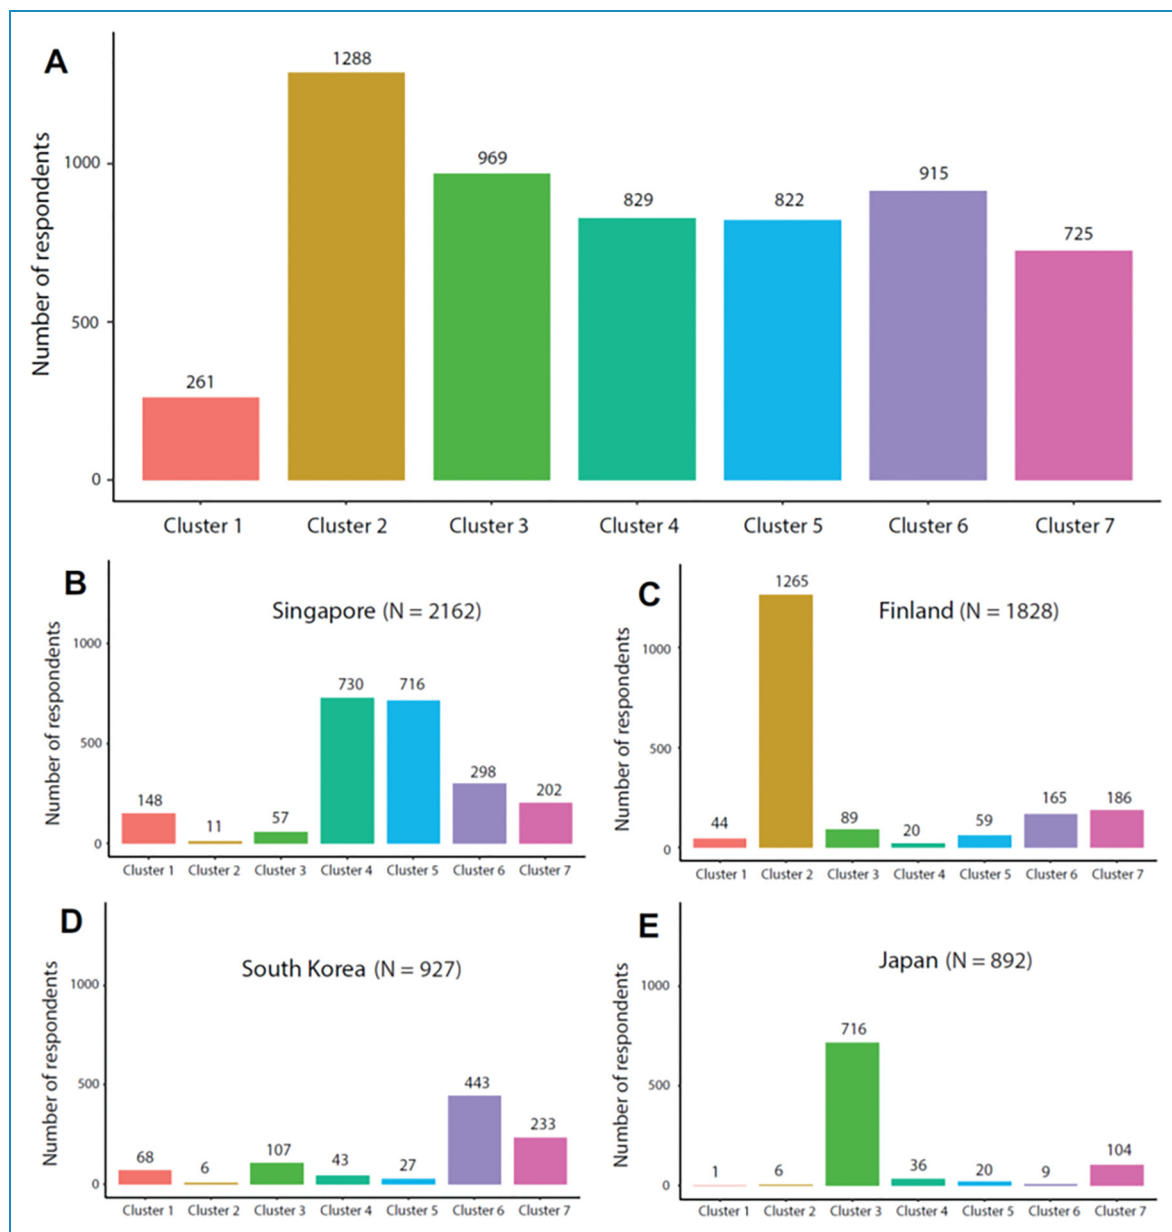 A
Number of respondents
1000
500
0
261
1288
969
829
822
915
725
Cluster 1 Cluster 2 Cluster 3 Cluster 4 Cluster 5 Cluster 6 Cluster 7
B
Singapore (N = 2162)
Number of respondents
1000
500
0
148
11
57
730
716
298
202
Cluster 1 Cluster 2 Cluster 3 Cluster 4 Cluster 5 Cluster 6 Cluster 7
C
Finland (N = 1828)
Number of respondents
1000
500
0
44
1265
89
20
59
165
186
Cluster 1 Cluster 2 Cluster 3 Cluster 4 Cluster 5 Cluster 6 Cluster 7
D
South Korea (N = 927)
Number of respondents
1000
500
0
68
6
107
43
27
443
233
Cluster 1 Cluster 2 Cluster 3 Cluster 4 Cluster 5 Cluster 6 Cluster 7
E
Japan (N = 892)
Number of respondents
1000
500
0
1
6
716
36
20
9
104
Cluster 1 Cluster 2 Cluster 3 Cluster 4 Cluster 5 Cluster 6 Cluster 7